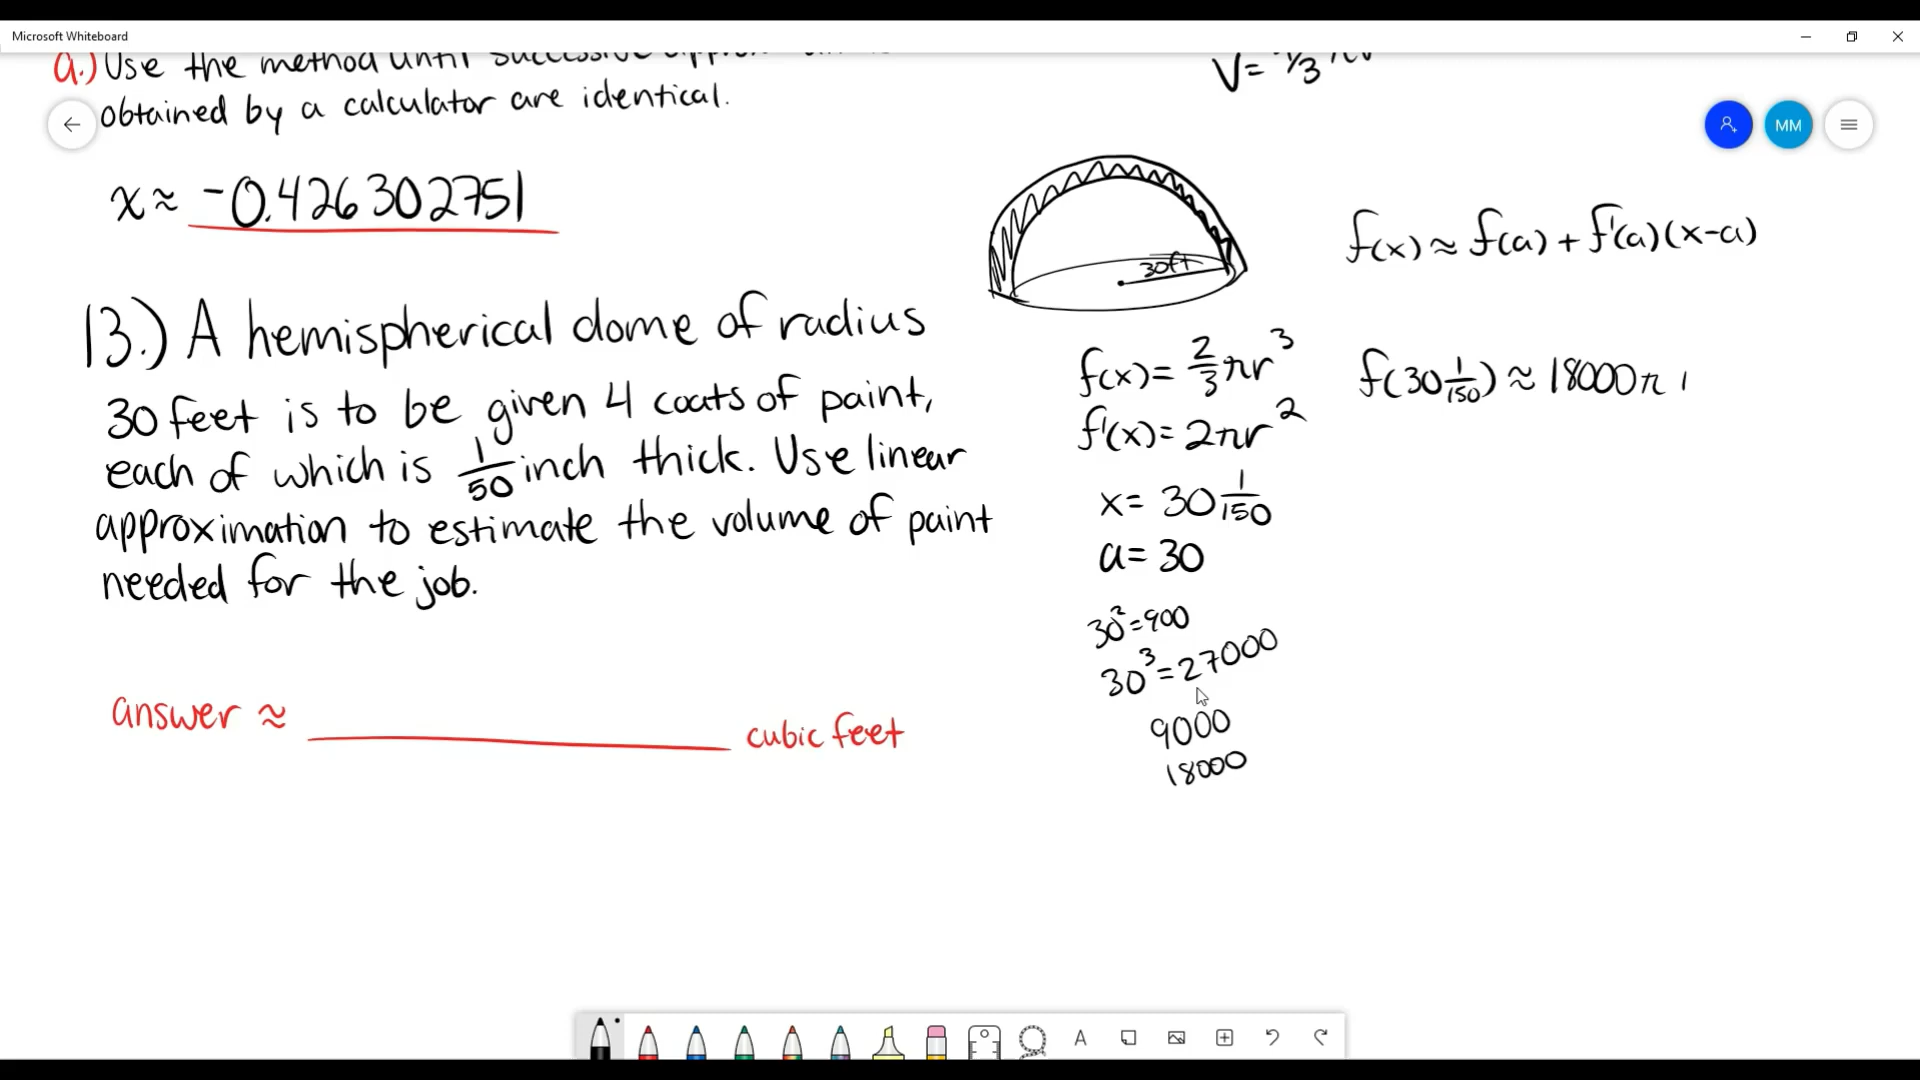 Microsoft Whiteboard
a.) Use the method until successive
obtained by a calculator are identical.
V=
MM
x ≈ -0.426302751
30ft
f(x) ≈ f(a) + f'(a)(x-a)
13.) A hemispherical dome of radius
30 feet is to be given 4 coats of paint,
each of which is 1/50 inch thick. Use linear
approximation to estimate the volume of paint
needed for the job.
f(x) = 2/3 πr³
f'(x) = 2πr²
x = 30 1/150
a = 30
f(30 1/150) ≈ 18000π
30² = 900
30³ = 27000
9000
18000
answer ≈ cubic feet
A